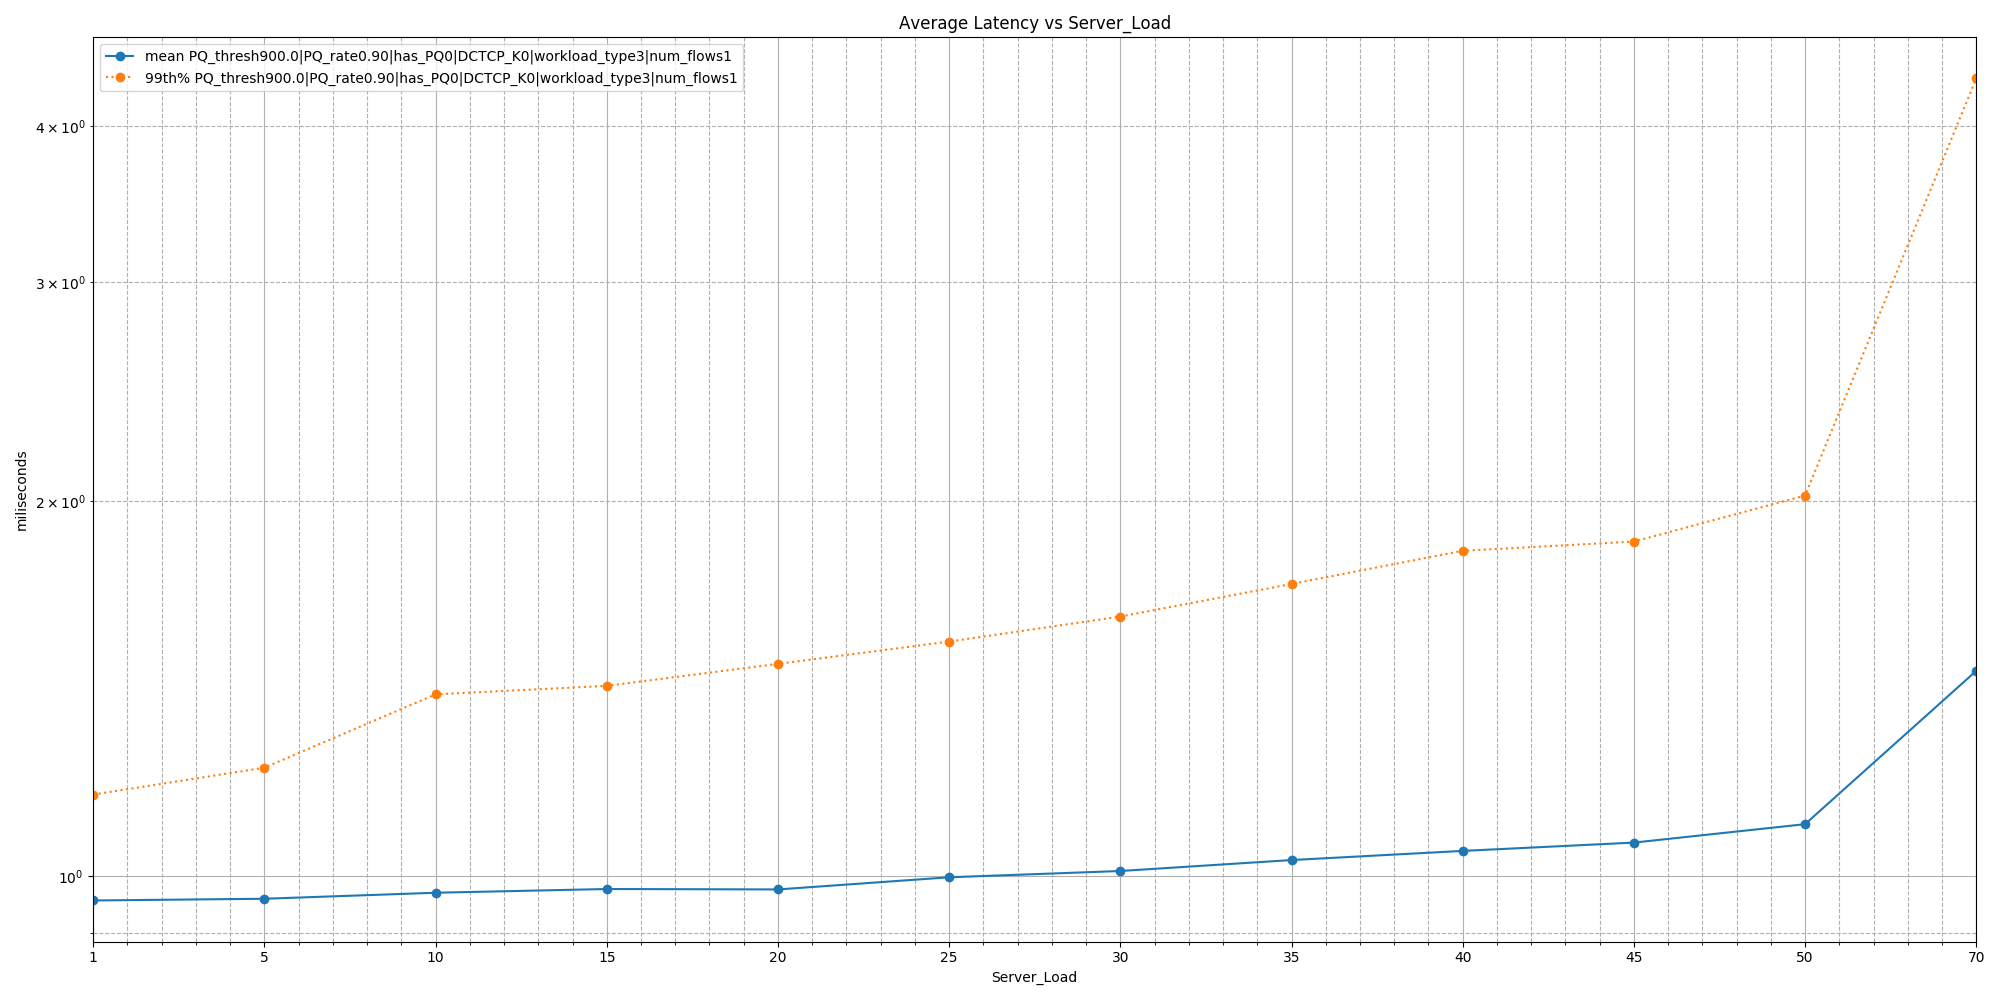 Average Latency vs Server_Load
mean PQ_thresh900.0|PQ_rate0.90|has_PQ0|DCTCP_K0|workload_type3|num_flows1
99th% PQ_thresh900.0|PQ_rate0.90|has_PQ0|DCTCP_K0|workload_type3|num_flows1
4 × 10⁰
3 × 10⁰
2 × 10⁰
10⁰
miliseconds
1 5 10 15 20 25 30 35 40 45 50 70
Server_Load